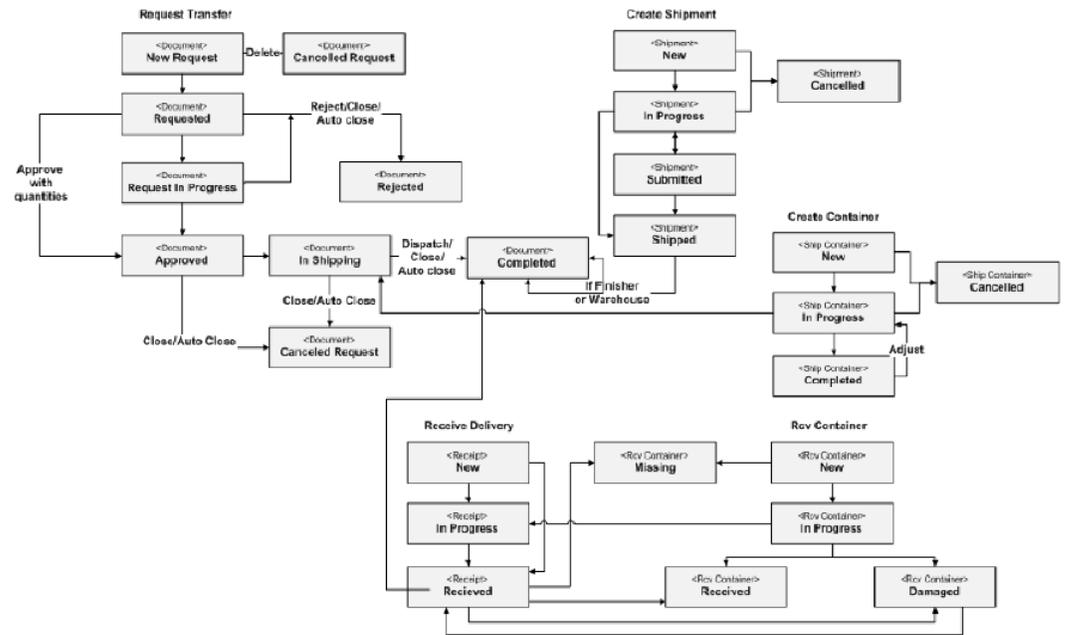 Request Transfer
<Document>
New Request
Delete
<Document>
Cancelled Request
<Document>
Requested
Reject/Close/
Auto close
Approve
with
quantities
<Document>
Request In Progress
<Document>
Rejected
<Document>
Approved
<Document>
In Shipping
Dispatch/
Close/
Auto close
<Document>
Completed
Close/Auto Close
Close/Auto Close
<Document>
Canceled Request
Create Shipment
<Shipment>
New
<Shipment>
Cancelled
<Shipment>
In Progress
<Shipment>
Submitted
<Shipment>
Shipped
If Finisher
or Warehouse
Create Container
<Ship Container>
New
<Ship Container>
Cancelled
<Ship Container>
In Progress
Adjust
<Ship Container>
Completed
Receive Delivery
<Receipt>
New
<Receipt>
In Progress
<Receipt>
Recieved
Rcv Container
<Rcv Container>
Missing
<Rcv Container>
New
<Rcv Container>
In Progress
<Rcv Container>
Received
<Rcv Container>
Damaged